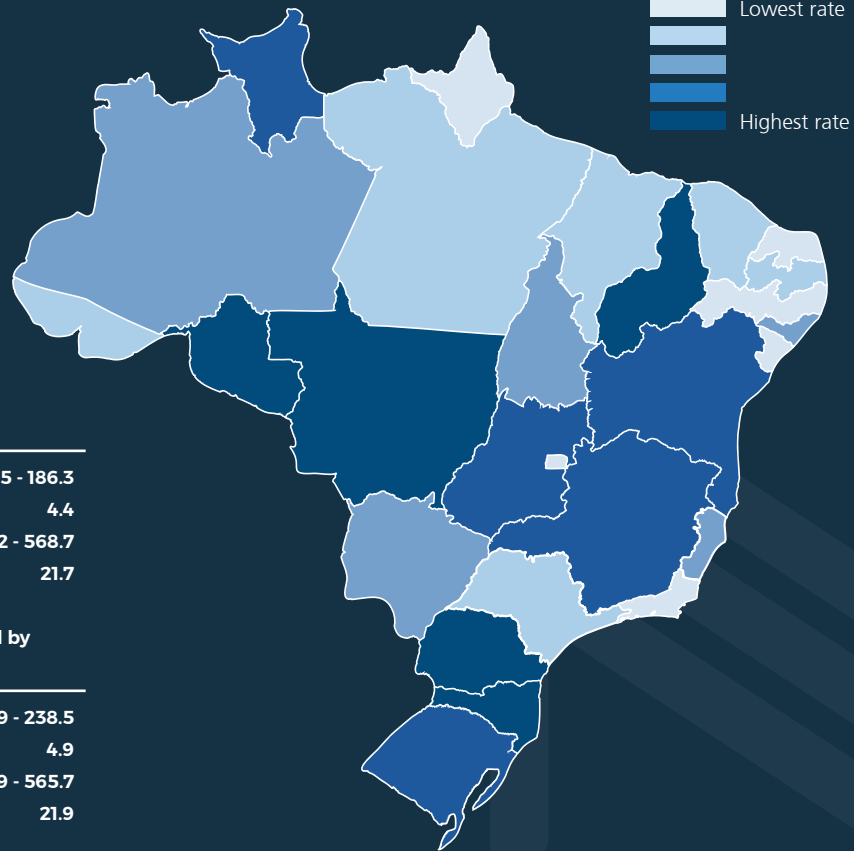 Lowest rate
Highest rate
5 - 186.3
4.4
2 - 568.7
21.7
l by
9 - 238.5
4.9
9 - 565.7
21.9